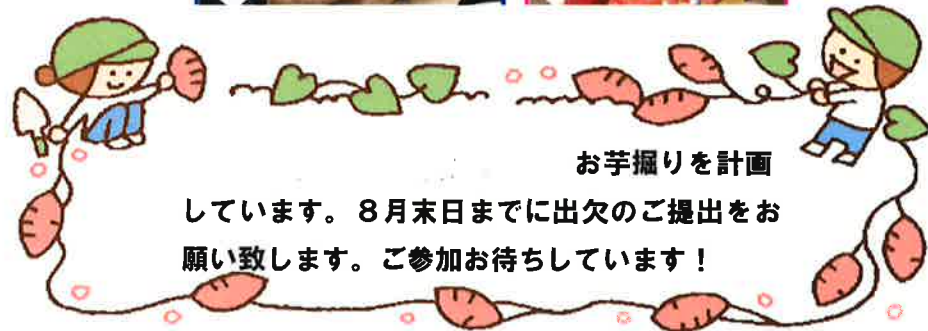 お芋掘りを計画
しています。８月末日までに出欠のご提出をお
願い致します。ご参加お待ちしています！